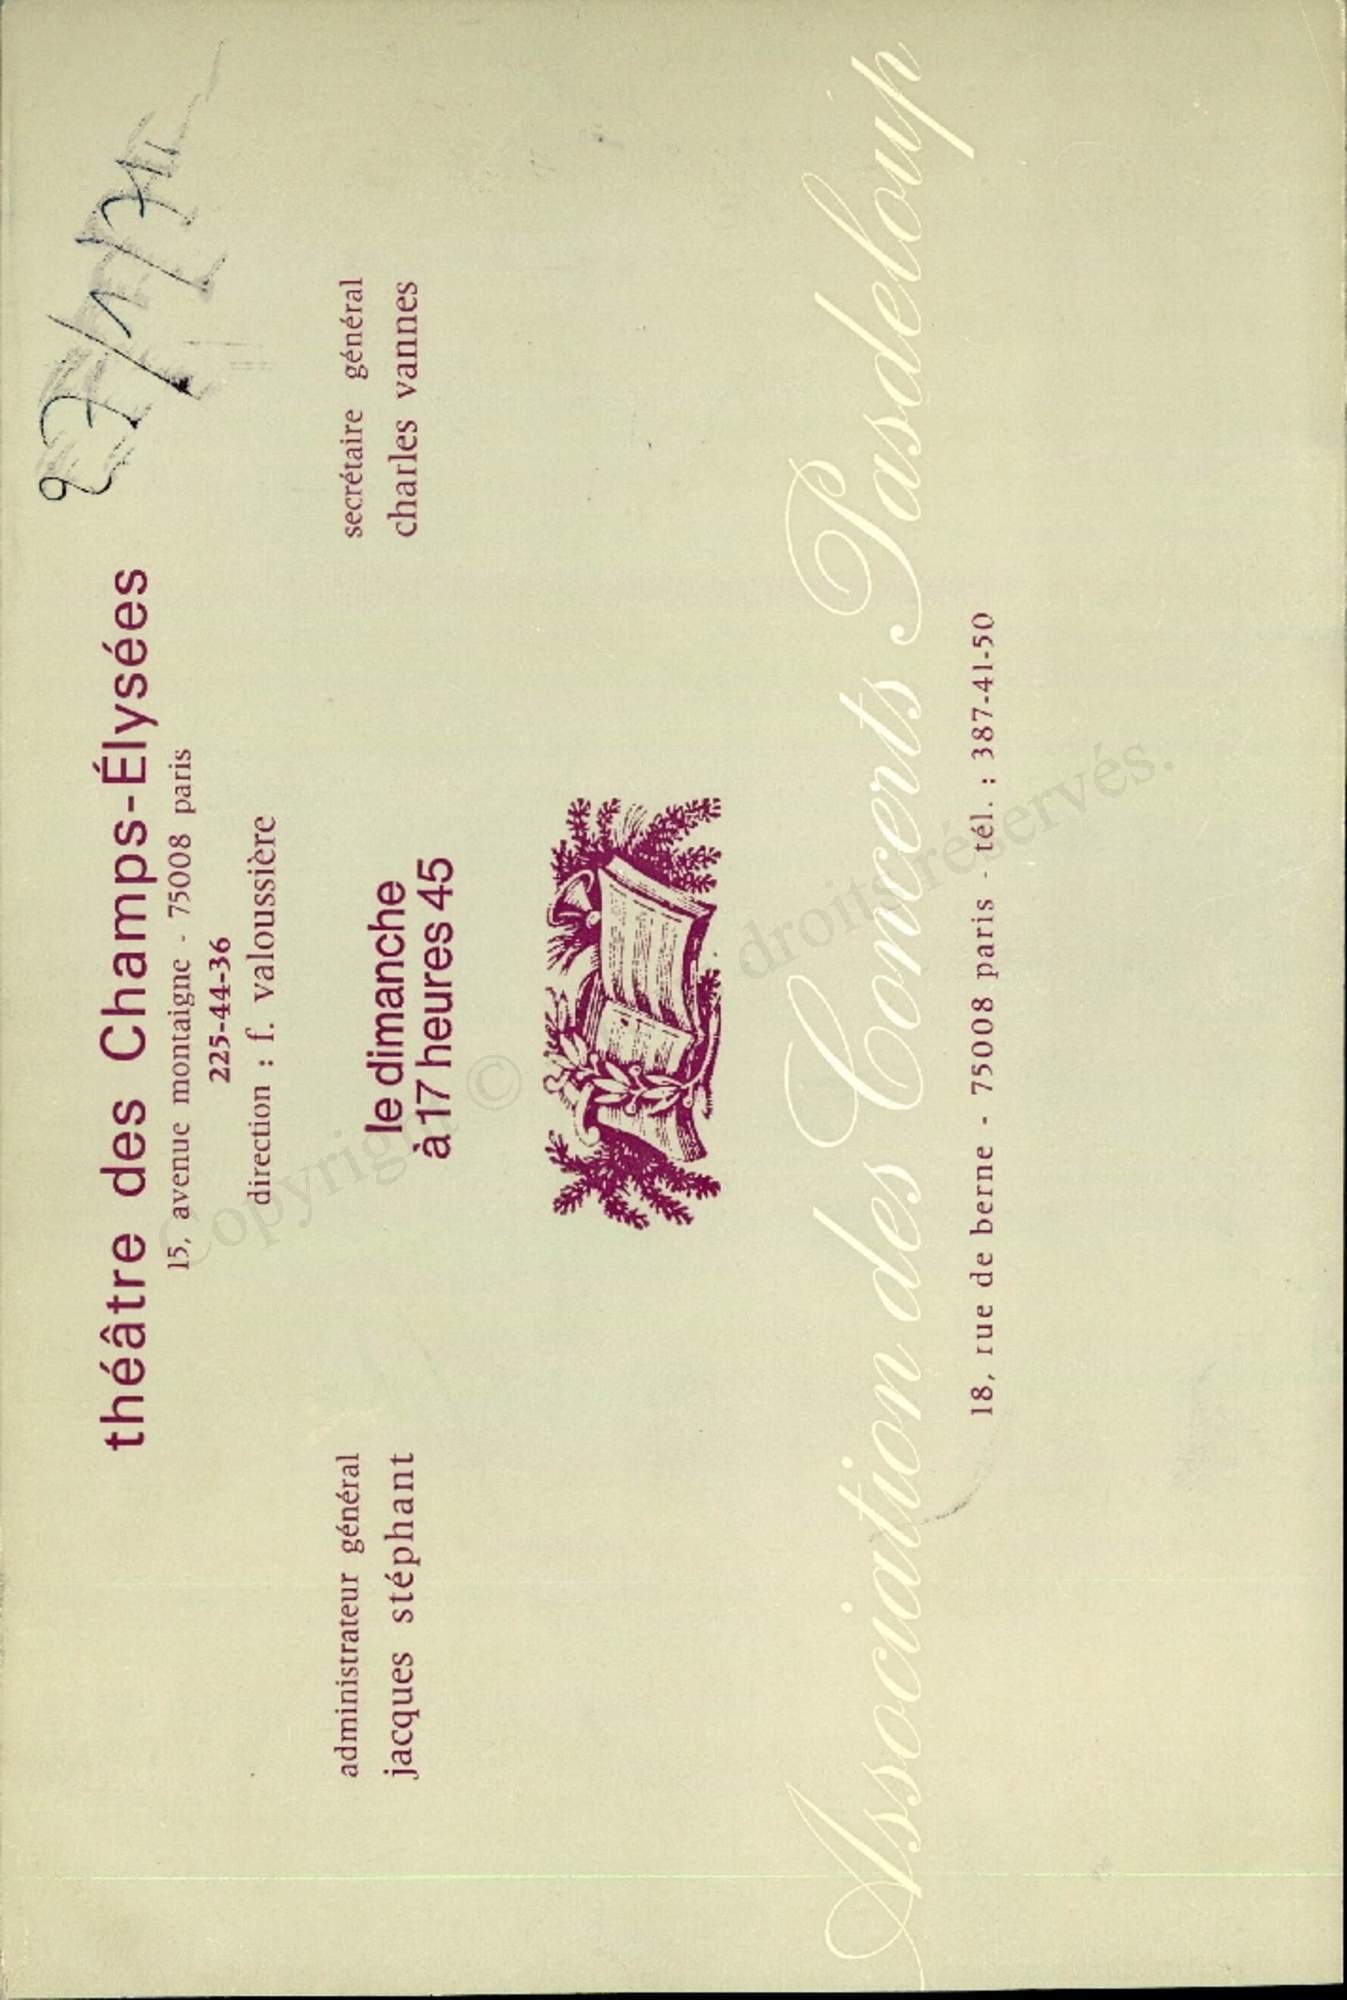 théâtre des Champs-Élysées
15, avenue montaigne - 75008 paris
225-44-36
direction : f. valoussière
administrateur général
jacques stéphant
secrétaire général
charles vannes
le dimanche
à 17 heures 45
Association des Concerts Pasdeloup
18, rue de berne - 75008 paris - tél. : 387-41-50
Copyright © droits réservés.